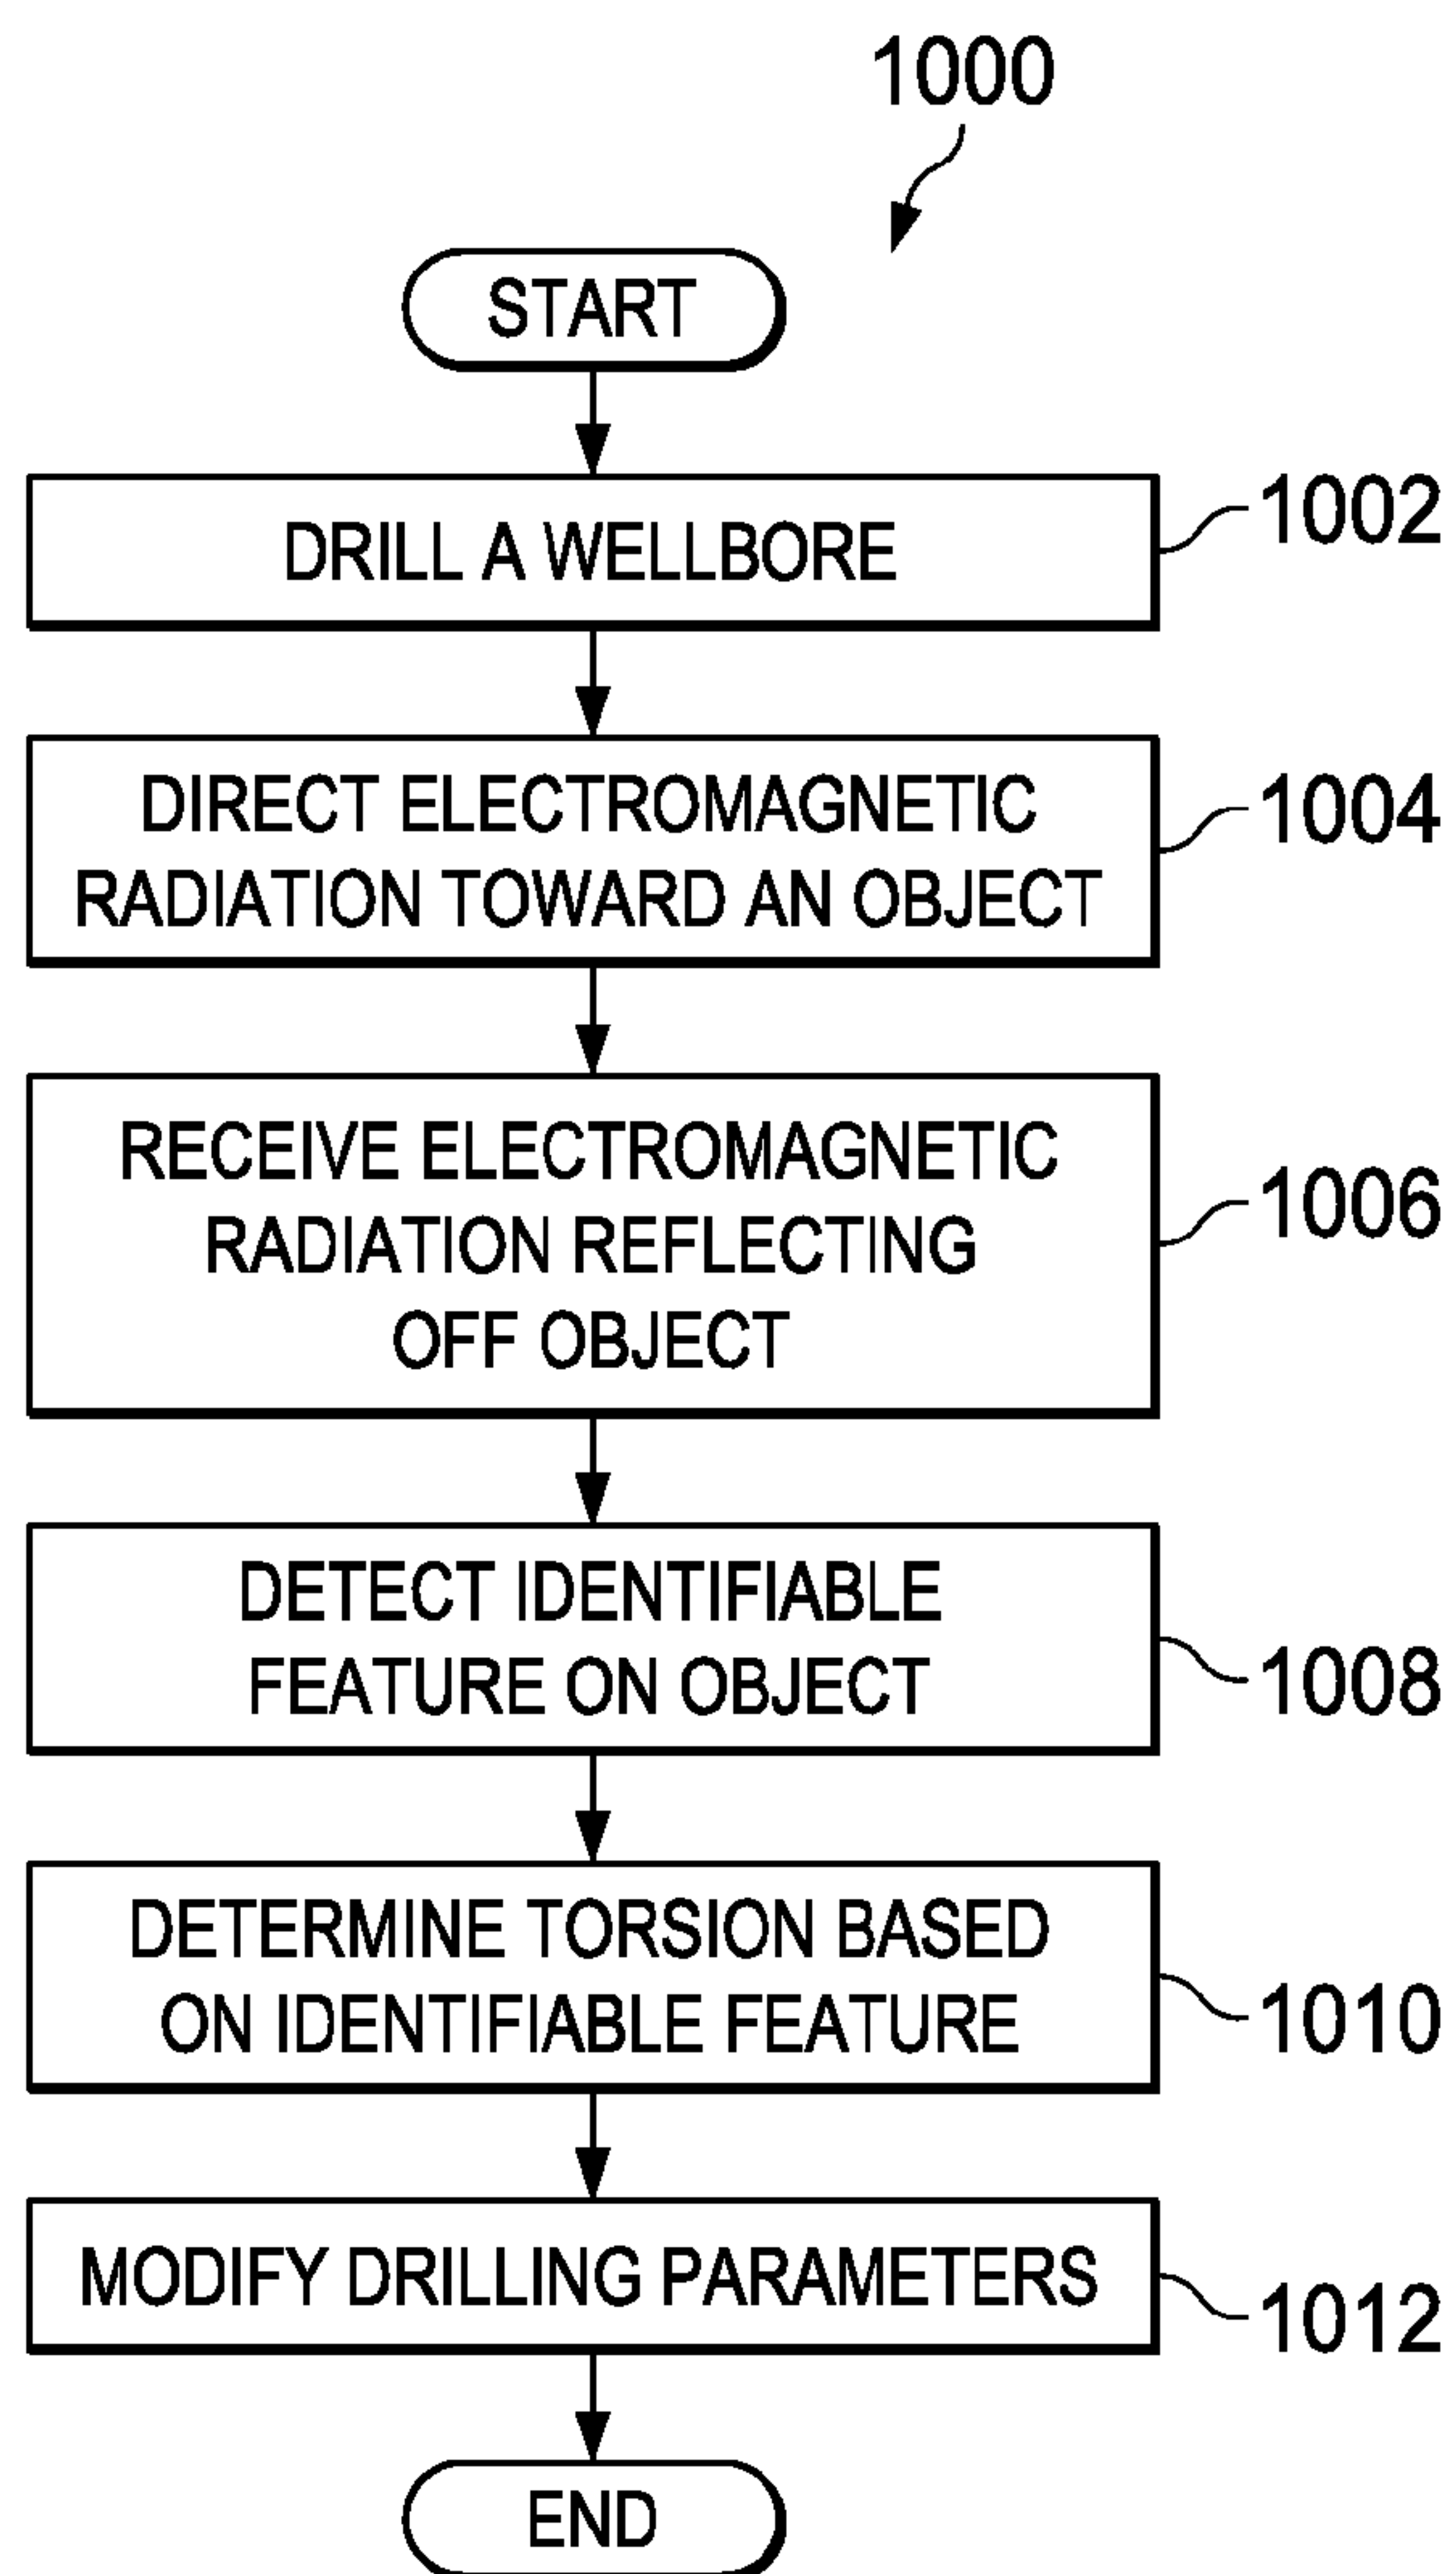 1000
START
DRILL A WELLBORE
1002
DIRECT ELECTROMAGNETIC
RADIATION TOWARD AN OBJECT
1004
RECEIVE ELECTROMAGNETIC
RADIATION REFLECTING
OFF OBJECT
1006
DETECT IDENTIFIABLE
FEATURE ON OBJECT
1008
DETERMINE TORSION BASED
ON IDENTIFIABLE FEATURE
1010
MODIFY DRILLING PARAMETERS
1012
END